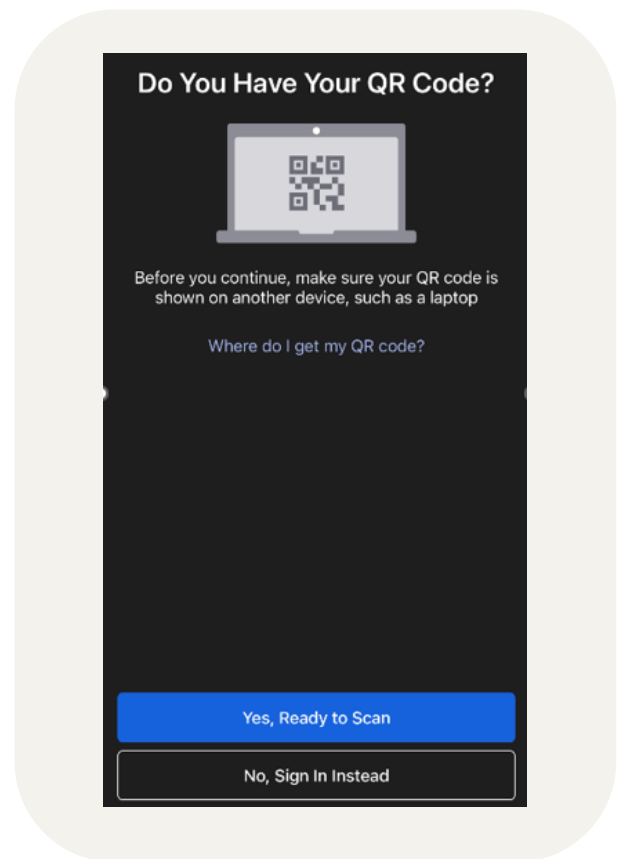 Do You Have Your QR Code?
Before you continue, make sure your QR code is
shown on another device, such as a laptop
Where do I get my QR code?
Yes, Ready to Scan
No, Sign In Instead